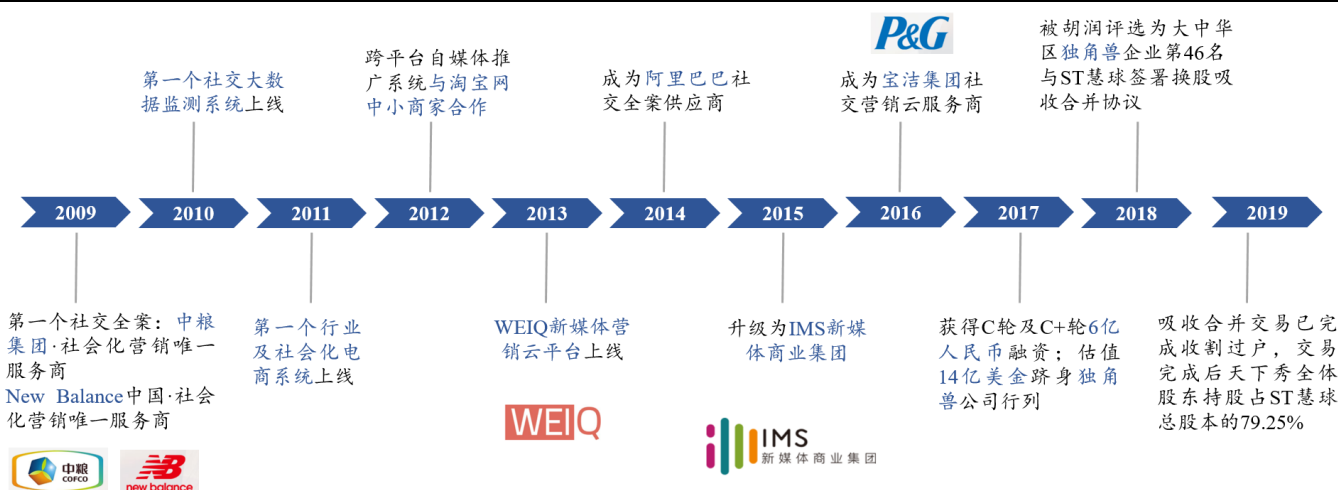 P&G
第一个社交大数
据监测系统上线
跨平台自媒体推
广系统与淘宝网
中小商家合作
成为阿里巴巴社
交全案供应商
成为宝洁集团社
交营销云服务商
被胡润评选为大中华
区独角兽企业第46名
与ST慧球签署换股吸
收合并协议
2009
2010
2011
2012
2013
2014
2015
2016
2017
2018
2019
第一个社交全案：中粮
集团·社会化营销唯一
服务商
New Balance中国·社会
化营销唯一服务商
第一个行业
及社会化电
商系统上线
WEIQ新媒体营
销云平台上线
升级为IMS新媒
体商业集团
获得C轮及C+轮6亿
人民币融资；估值
14亿美金跻身独角
兽公司行列
吸收合并交易已完
成收割过户，交易
完成后天下秀全体
股东持股占ST慧球
总股本的79.25%
中粮
COFCO
new balance
WEIQ
IMS
新媒体商业集团